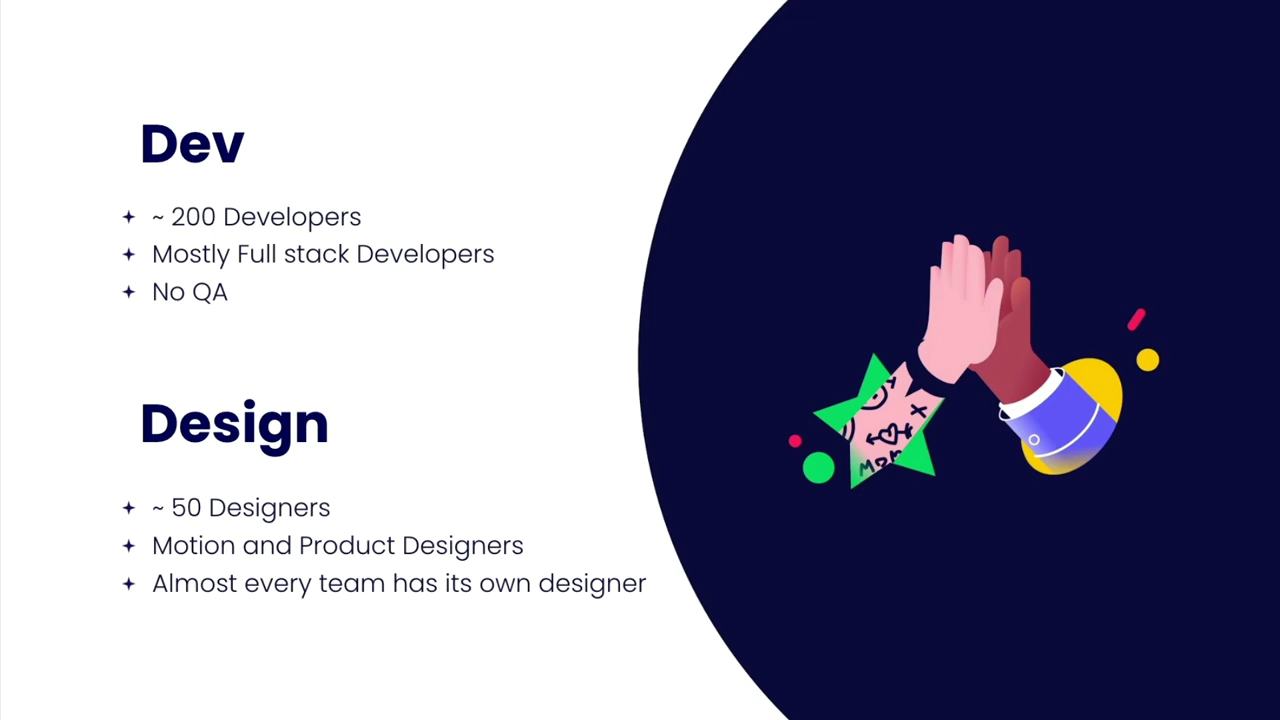 Dev
~ 200 Developers
Mostly Full stack Developers
No QA
Design
~ 50 Designers
Motion and Product Designers
Almost every team has its own designer